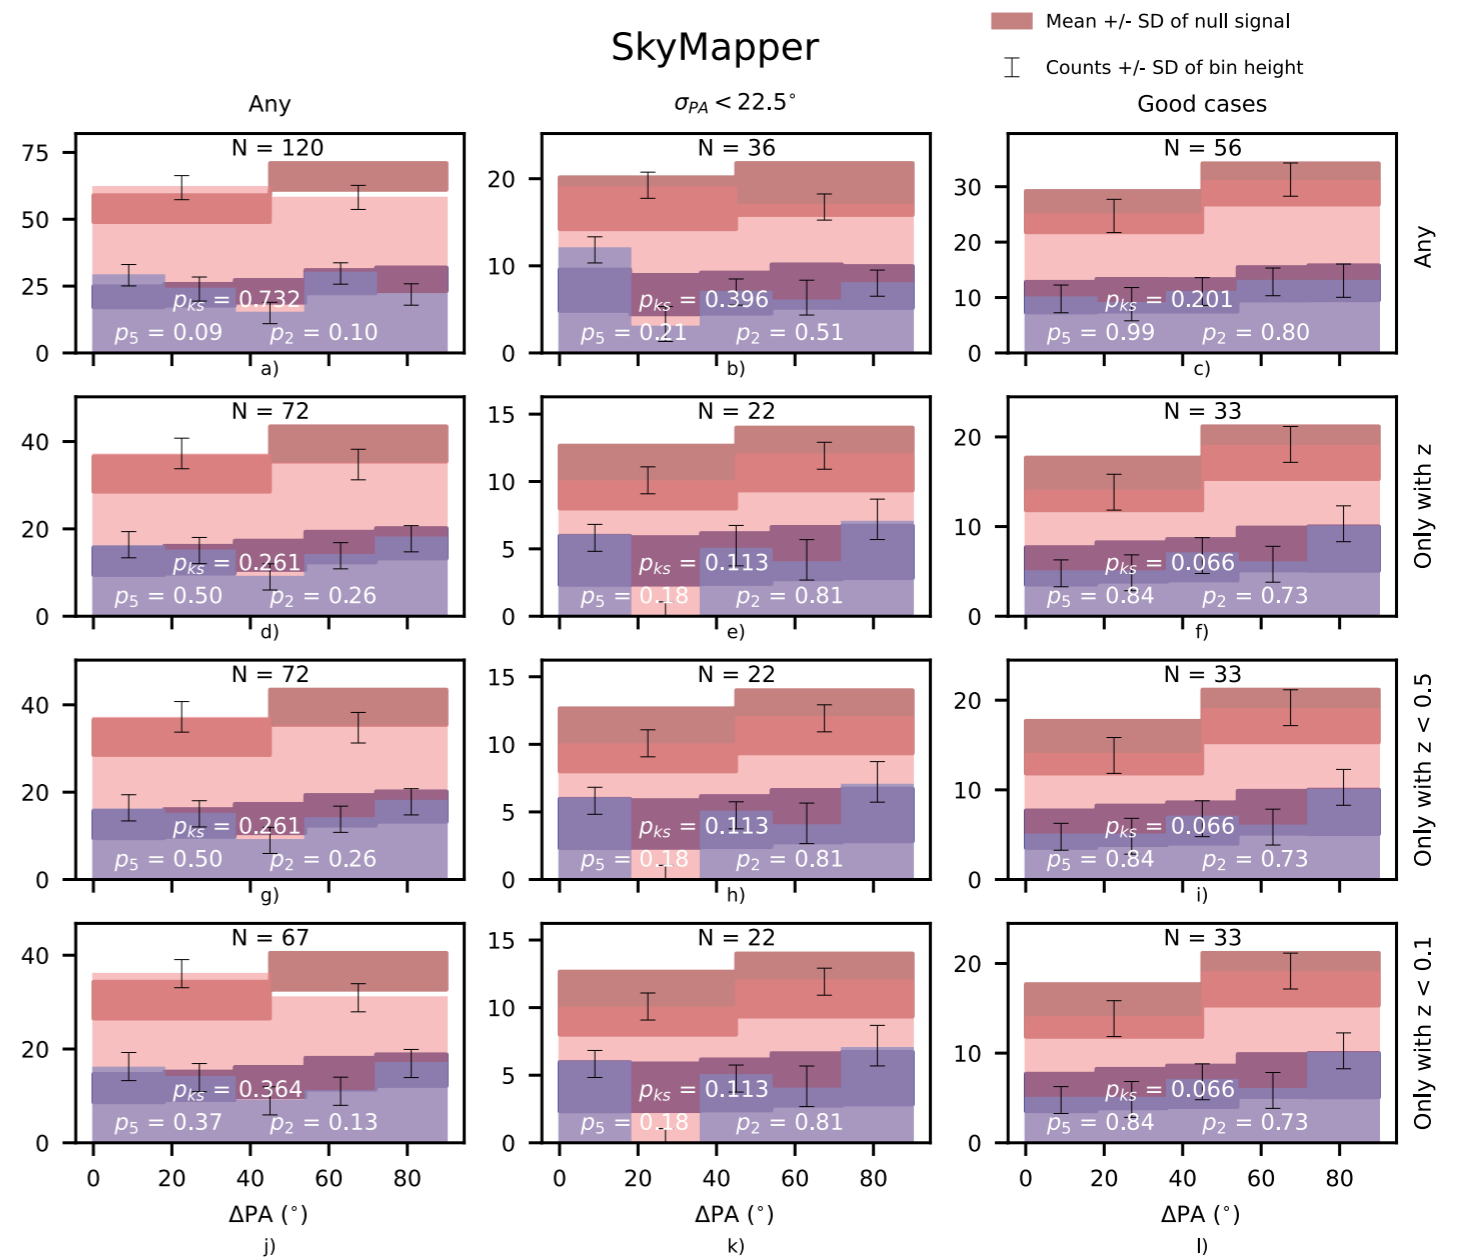 Mean +/- SD of null signal
SkyMapper
Counts +/- SD of bin height
Any
σPA < 22.5°
Good cases
N = 120
N = 36
N = 56
75
50
25
0
20
10
0
30
20
10
0
pks = 0.732
p5 = 0.09
p2 = 0.10
pks = 0.396
p5 = 0.21
p2 = 0.51
pks = 0.201
p5 = 0.99
p2 = 0.80
Any
a)
b)
c)
N = 72
N = 22
N = 33
40
20
0
15
10
5
0
20
10
0
pks = 0.261
p5 = 0.50
p2 = 0.26
pks = 0.113
p5 = 0.18
p2 = 0.81
pks = 0.066
p5 = 0.84
p2 = 0.73
Only with z
d)
e)
f)
N = 72
N = 22
N = 33
40
20
0
15
10
5
0
20
10
0
pks = 0.261
p5 = 0.50
p2 = 0.26
pks = 0.113
p5 = 0.18
p2 = 0.81
pks = 0.066
p5 = 0.84
p2 = 0.73
Only with z < 0.5
g)
h)
i)
N = 67
N = 22
N = 33
40
20
0
15
10
5
0
20
10
0
pks = 0.364
p5 = 0.37
p2 = 0.13
pks = 0.113
p5 = 0.18
p2 = 0.81
pks = 0.066
p5 = 0.84
p2 = 0.73
Only with z < 0.1
0 20 40 60 80
0 20 40 60 80
0 20 40 60 80
ΔPA (°)
ΔPA (°)
ΔPA (°)
j)
k)
l)